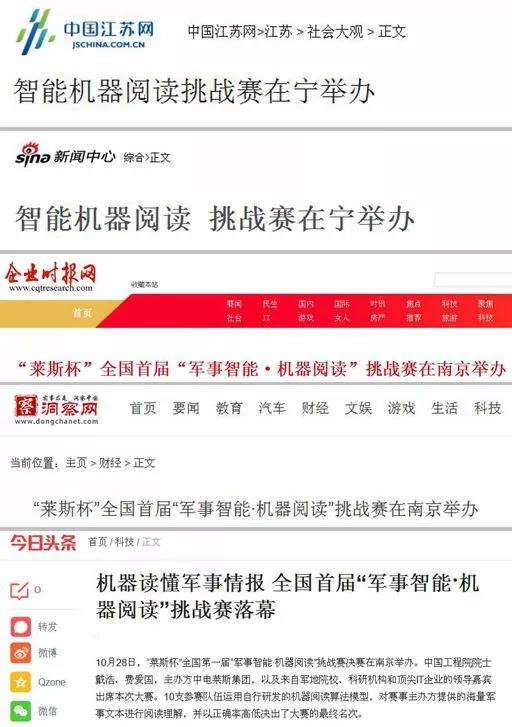 中国江苏网
JSCHINA.COM.CN
中国江苏网>江苏 > 社会大观 > 正文
智能机器阅读挑战赛在宁举办
sina 新闻中心 综合>正文
智能机器阅读 挑战赛在宁举办
企业时报网
www.cqtresearch.com
收藏本站
首页
要闻 民生 国内 国际 时讯 焦点 科技 聚焦
社会 IT 游戏 女人 房产 推荐 旅游 科技
“莱斯杯”全国首届“军事智能·机器阅读”挑战赛在南京举办
洞察网
www.dongchanet.com
首页 要闻 教育 汽车 财经 文娱 游戏 生活 科技
当前位置：主页 > 财经 > 正文
“莱斯杯”全国首届“军事智能·机器阅读”挑战赛在南京举办
今日头条 首页 / 科技 / 正文
机器读懂军事情报 全国首届“军事智能·机
器阅读”挑战赛落幕
0
转发
微博
Qzone
微信
10月28日，“莱斯杯”全国第一届“军事智能·机器阅读”挑战赛决赛在南京举办。中国工程院院士
戴浩、费爱国，主办方中电莱斯集团，以及来自军地院校、科研机构和顶尖IT企业的领导嘉宾
出席本次大赛。10支参赛队伍运用自行研发的机器阅读算法模型，对赛事主办方提供的海量军
事文本进行阅读理解，并以正确率高低决出了大赛的最终名次。